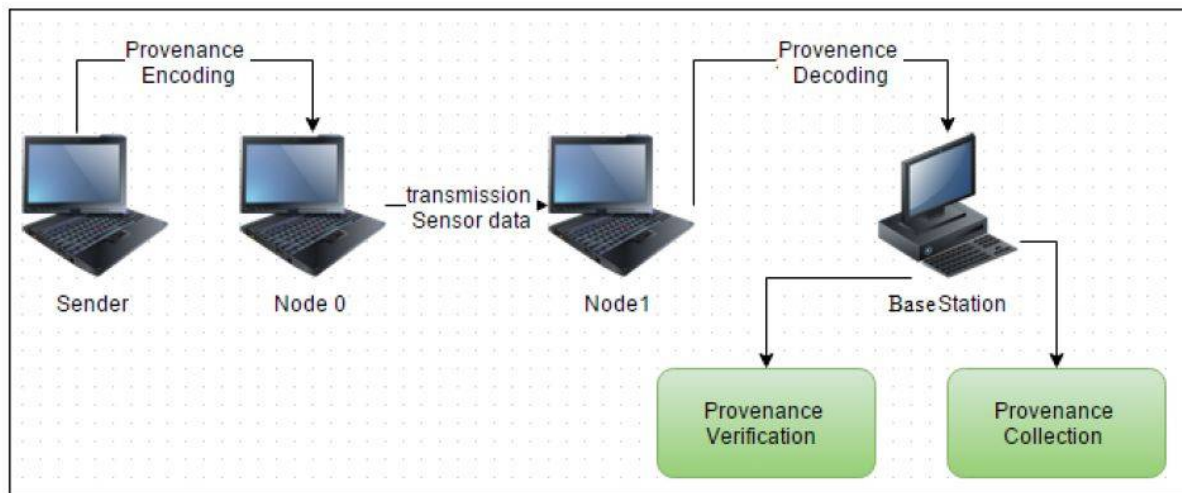 Provenance
Encoding
Provenence
Decoding
transmission
Sensor data
Sender
Node 0
Node1
BaseStation
Provenance
Verification
Provenance
Collection